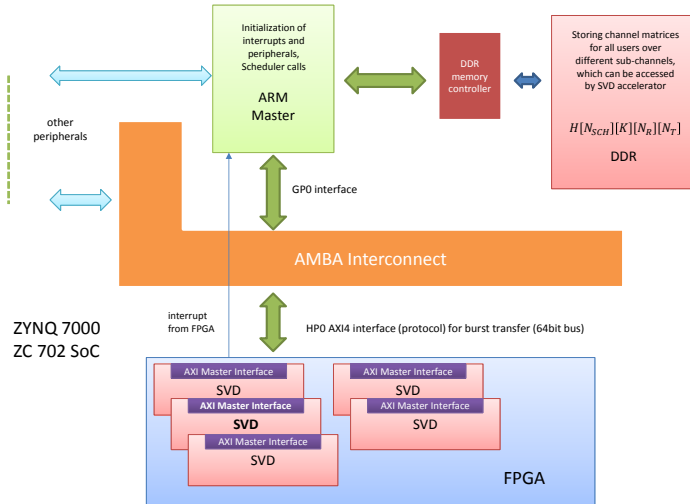 Initialization of
interrupts and
peripherals,
Scheduler calls
ARM
Master
DDR
memory
controller
Storing channel matrices
for all users over
different sub-channels,
which can be accessed
by SVD accelerator
H[N_{SCH}][K][N_R][N_T]
DDR
other
peripherals
GP0 interface
AMBA Interconnect
interrupt
from FPGA
HP0 AXI4 interface (protocol) for burst transfer (64bit bus)
ZYNQ 7000
ZC 702 SoC
AXI Master Interface
SVD
AXI Master Interface
SVD
AXI Master Interface
SVD
AXI Master Interface
SVD
AXI Master Interface
SVD
FPGA